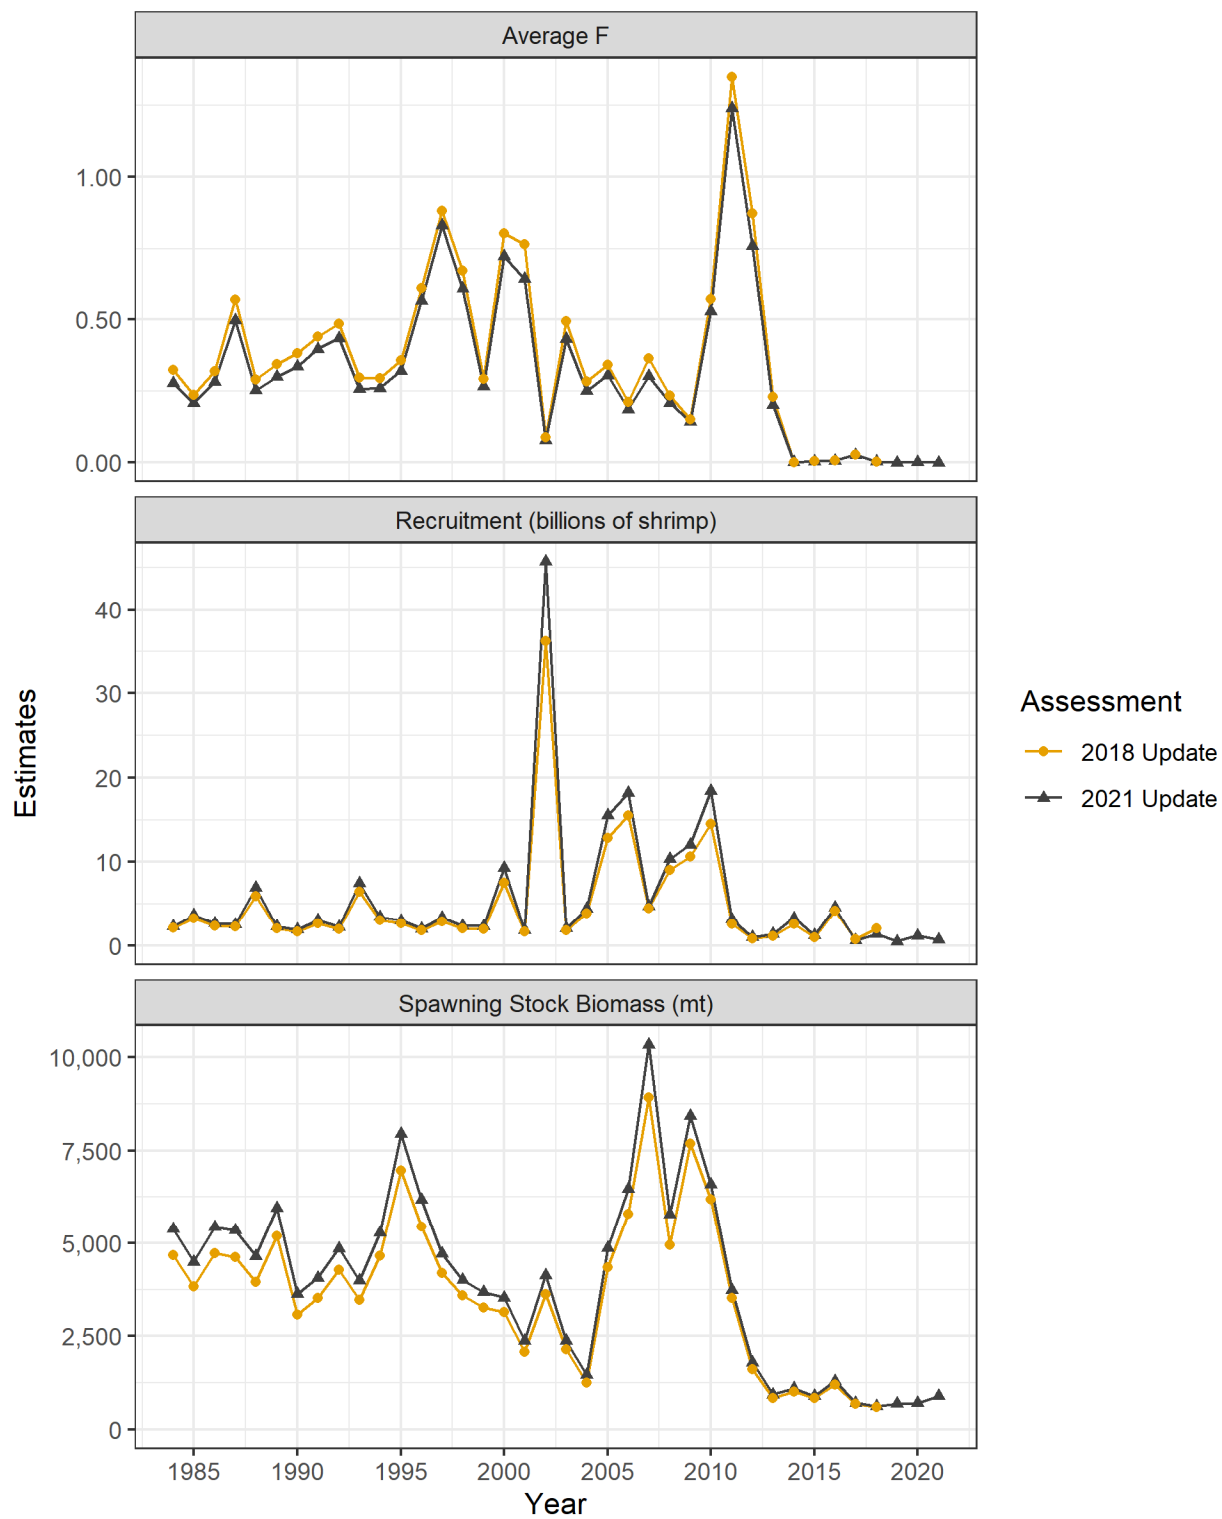 Average F
1.00
0.50
0.00
Recruitment (billions of shrimp)
40
30
20
10
0
Estimates
Assessment
2018 Update
2021 Update
Spawning Stock Biomass (mt)
10,000
7,500
5,000
2,500
0
1985 1990 1995 2000 2005 2010 2015 2020
Year